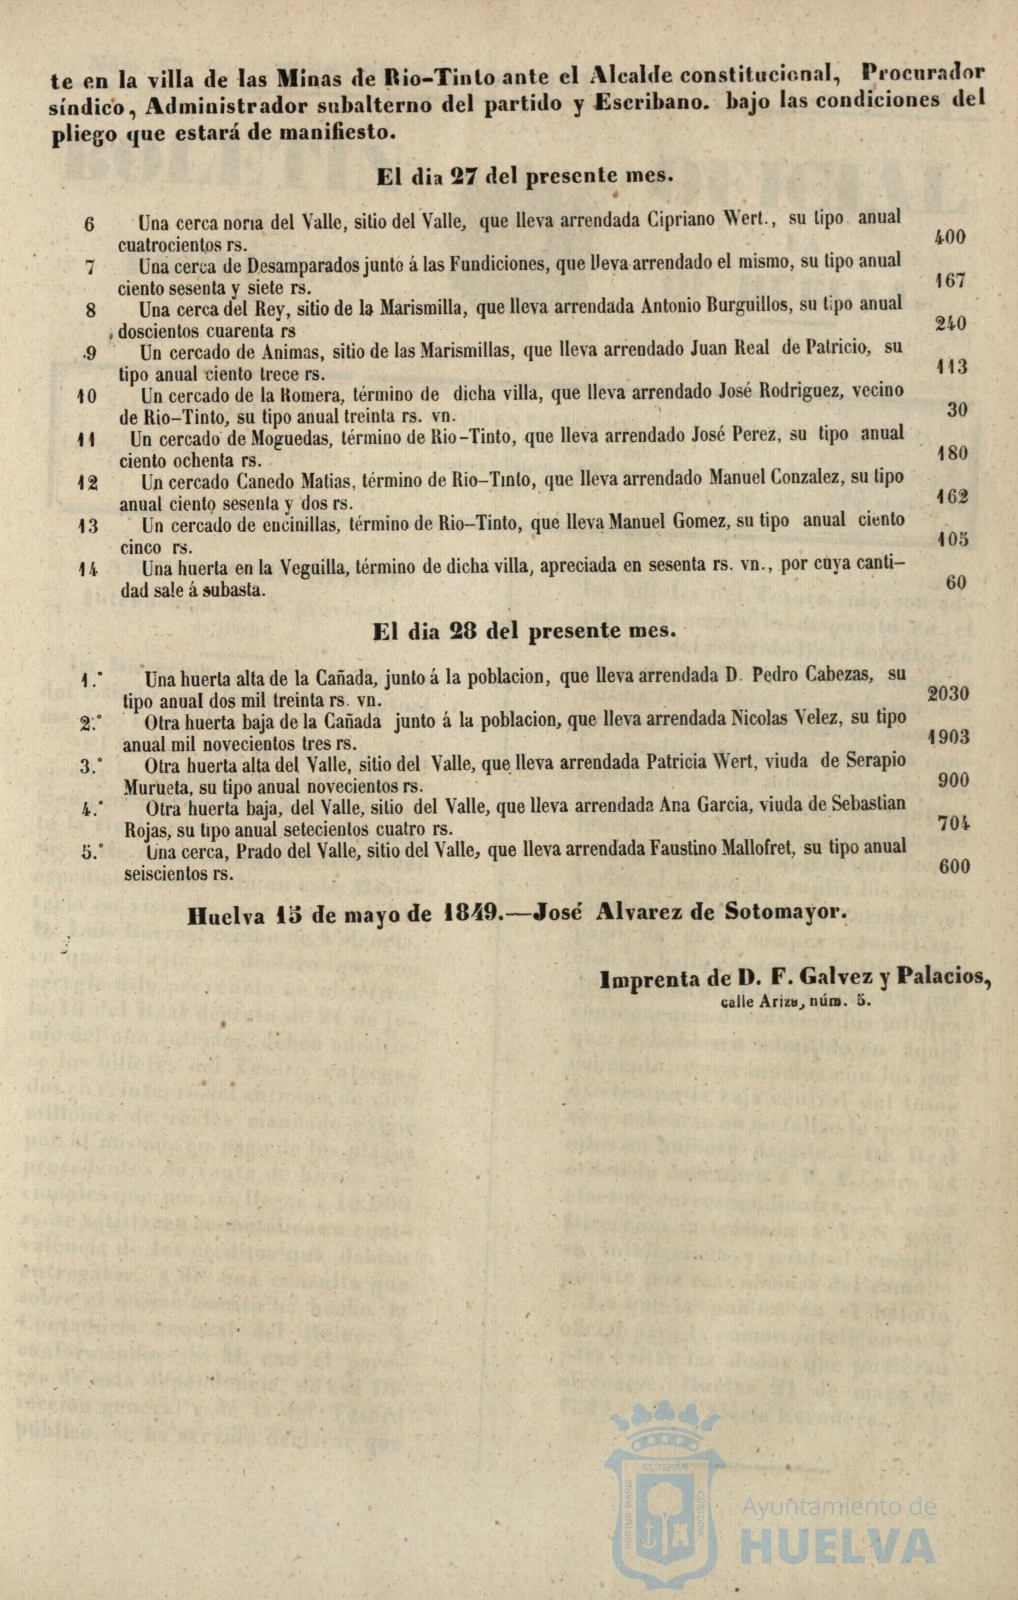 te en la villa de las Minas de Rio-Tinto ante el Alcalde constitucional, Procurador
síndico, Administrador subalterno del partido y Escribano. bajo las condiciones del
pliego que estará de manifiesto.
El dia 27 del presente mes.
6 Una cerca noria del Valle, sitio del Valle, que lleva arrendada Cipriano Wert., su tipo anual
cuatrocientos rs. 400
7 Una cerca de Desamparados junto á las Fundiciones, que lleva arrendado el mismo, su tipo anual
ciento sesenta y siete rs. 167
8 Una cerca del Rey, sitio de la Marismilla, que lleva arrendada Antonio Burguillos, su tipo anual
doscientos cuarenta rs 240
9 Un cercado de Animas, sitio de las Marismillas, que lleva arrendado Juan Real de Patricio, su
tipo anual ciento trece rs. 113
10 Un cercado de la Romera, término de dicha villa, que lleva arrendado José Rodriguez, vecino
de Rio-Tinto, su tipo anual treinta rs. vn. 30
11 Un cercado de Moguedas, término de Rio-Tinto, que lleva arrendado José Perez, su tipo anual
ciento ochenta rs. 180
12 Un cercado Canedo Matias, término de Rio-Tinto, que lleva arrendado Manuel Conzalez, su tipo
anual ciento sesenta y dos rs. 162
13 Un cercado de encinillas, término de Rio-Tinto, que lleva Manuel Gomez, su tipo anual ciento
cinco rs. 105
14 Una huerta en la Veguilla, término de dicha villa, apreciada en sesenta rs. vn., por cuya canti-
dad sale á subasta. 60
El dia 28 del presente mes.
1.° Una huerta alta de la Cañada, junto á la poblacion, que lleva arrendada D. Pedro Cabezas, su
tipo anual dos mil treinta rs. vn. 2030
2.° Otra huerta baja de la Cañada junto á la poblacion, que lleva arrendada Nicolas Velez, su tipo
anual mil novecientos tres rs. 1903
3.° Otra huerta alta del Valle, sitio del Valle, que lleva arrendada Patricia Wert, viuda de Serapio
Murueta, su tipo anual novecientos rs. 900
4.° Otra huerta baja, del Valle, sitio del Valle, que lleva arrendada Ana Garcia, viuda de Sebastian
Rojas, su tipo anual setecientos cuatro rs. 704
5.° Una cerca, Prado del Valle, sitio del Valle, que lleva arrendada Faustino Mallofret, su tipo anual
seiscientos rs. 600
Huelva 15 de mayo de 1849.—José Alvarez de Sotomayor.
Imprenta de D. F. Galvez y Palacios,
calle Ariza, núm. 5.
Ayuntamiento de
HUELVA